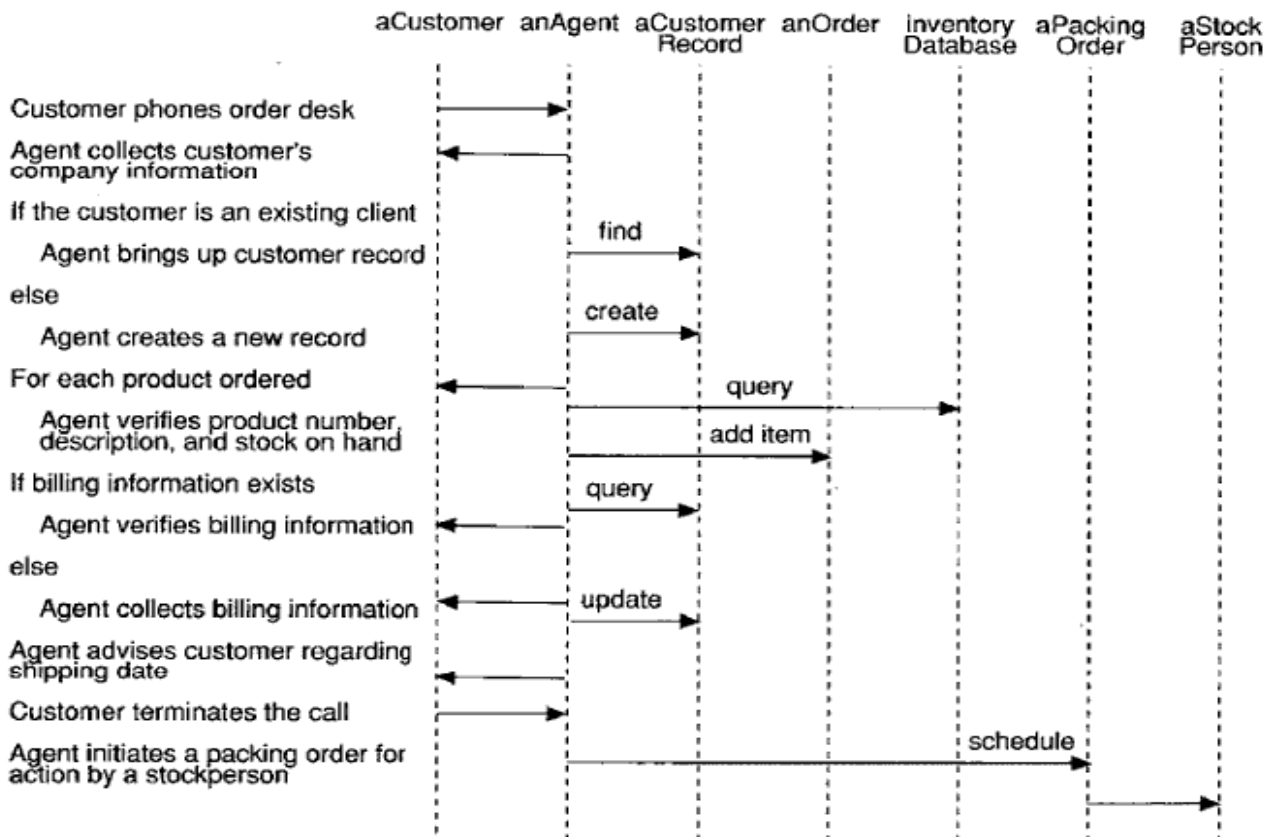 aCustomer anAgent aCustomer anOrder inventory aPacking aStock
Record Database Order Person
Customer phones order desk
Agent collects customer's
company information
If the customer is an existing client
find
Agent brings up customer record
else
create
Agent creates a new record
For each product ordered
query
Agent verifies product number,
description, and stock on hand
add item
If billing information exists
query
Agent verifies billing information
else
Agent collects billing information
update
Agent advises customer regarding
shipping date
Customer terminates the call
schedule
Agent initiates a packing order for
action by a stockperson